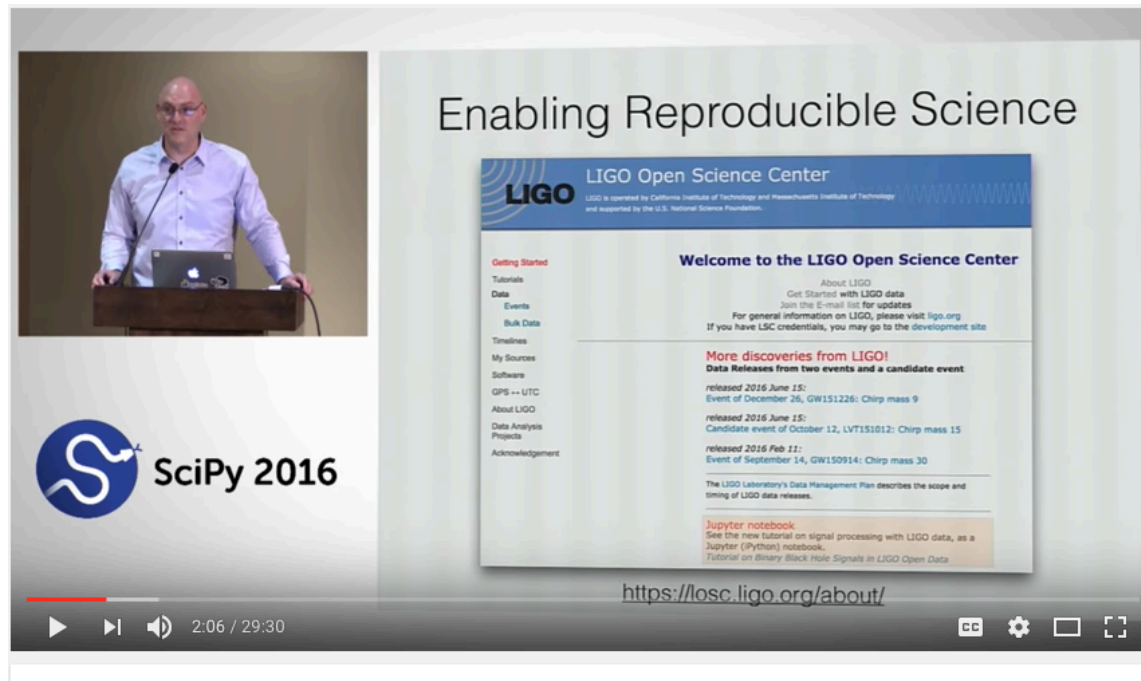 Enabling Reproducible Science
LIGO
LIGO Open Science Center
LIGO is operated by California Institute of Technology and Massachusetts Institute of Technology
and supported by the U.S. National Science Foundation.
Getting Started
Tutorials
Data
Events
Bulk Data
Timelines
My Sources
Software
GPS ↔ UTC
About LIGO
Data Analysis
Projects
Acknowledgement
Welcome to the LIGO Open Science Center
About LIGO
Get Started with LIGO data
Join the E-mail list for updates
For general information on LIGO, please visit ligo.org
If you have LSC credentials, you may go to the development site
More discoveries from LIGO!
Data Releases from two events and a candidate event
released 2016 June 15:
Event of December 26, GW151226: Chirp mass 9
released 2016 June 15:
Candidate event of October 12, LVT151012: Chirp mass 15
released 2016 Feb 11:
Event of September 14, GW150914: Chirp mass 30
The LIGO Laboratory's Data Management Plan describes the scope and
timing of LIGO data releases.
Jupyter notebook
See the new tutorial on signal processing with LIGO data, as a
Jupyter (iPython) notebook.
Tutorial on Binary Black Hole Signals in LIGO Open Data
https://losc.ligo.org/about/
SciPy 2016
2:06 / 29:30
CC